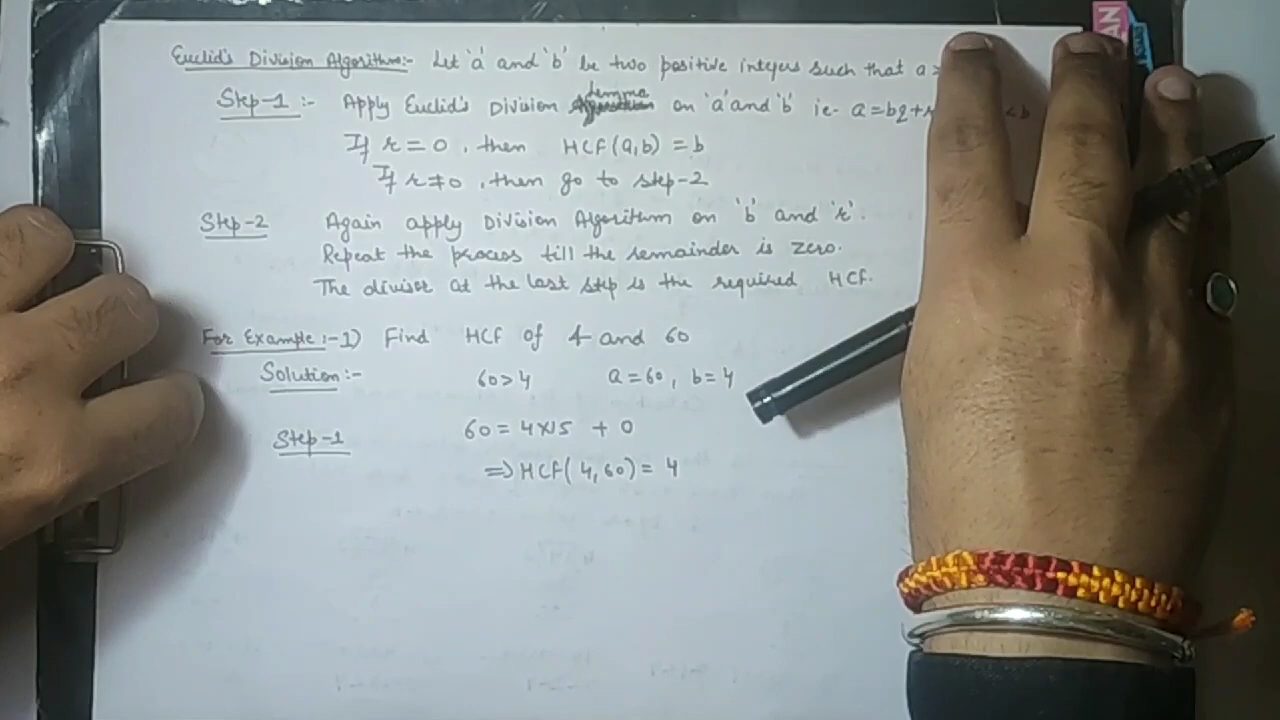 Euclid's Division Algorithm:- Let 'a' and 'b' be two positive integers such that a >
Step-1 :- Apply Euclid's Division Lemma on 'a' and 'b' ie- a=bq+r < b
If r = 0, then HCF(a,b) = b
If r ≠ 0, then go to step-2
Step-2 Again apply Division Algorithm on 'b' and 'r'.
Repeat the process till the remainder is zero.
The divisor at the last step is the required HCF.
For Example :-1) Find HCF of 4 and 60
Solution:- 60>4 a=60, b=4
Step-1 60 = 4×15 + 0
⇒ HCF(4,60) = 4